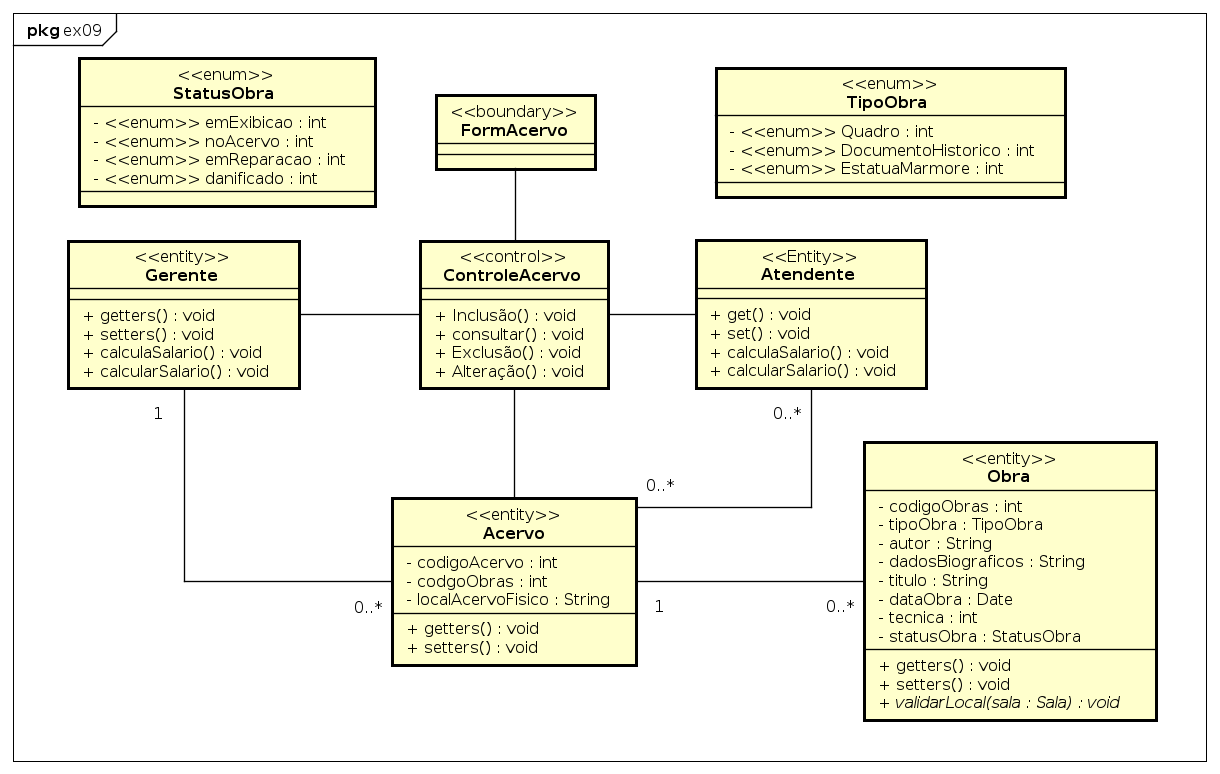 pkg ex09
<<enum>>
StatusObra
- <<enum>> emExibicao : int
- <<enum>> noAcervo : int
- <<enum>> emReparacao : int
- <<enum>> danificado : int
<<boundary>>
FormAcervo
<<enum>>
TipoObra
- <<enum>> Quadro : int
- <<enum>> DocumentoHistorico : int
- <<enum>> EstatuaMarmore : int
<<entity>>
Gerente
+ getters() : void
+ setters() : void
+ calculaSalario() : void
+ calcularSalario() : void
<<control>>
ControleAcervo
+ Inclusão() : void
+ consultar() : void
+ Exclusão() : void
+ Alteração() : void
<<Entity>>
Atendente
+ get() : void
+ set() : void
+ calculaSalario() : void
+ calcularSalario() : void
1
0..*
0..*
<<entity>>
Acervo
- codigoAcervo : int
- codgoObras : int
- localAcervoFisico : String
+ getters() : void
+ setters() : void
0..*
1
0..*
<<entity>>
Obra
- codigoObras : int
- tipoObra : TipoObra
- autor : String
- dadosBiograficos : String
- titulo : String
- dataObra : Date
- tecnica : int
- statusObra : StatusObra
+ getters() : void
+ setters() : void
+ validarLocal(sala : Sala) : void